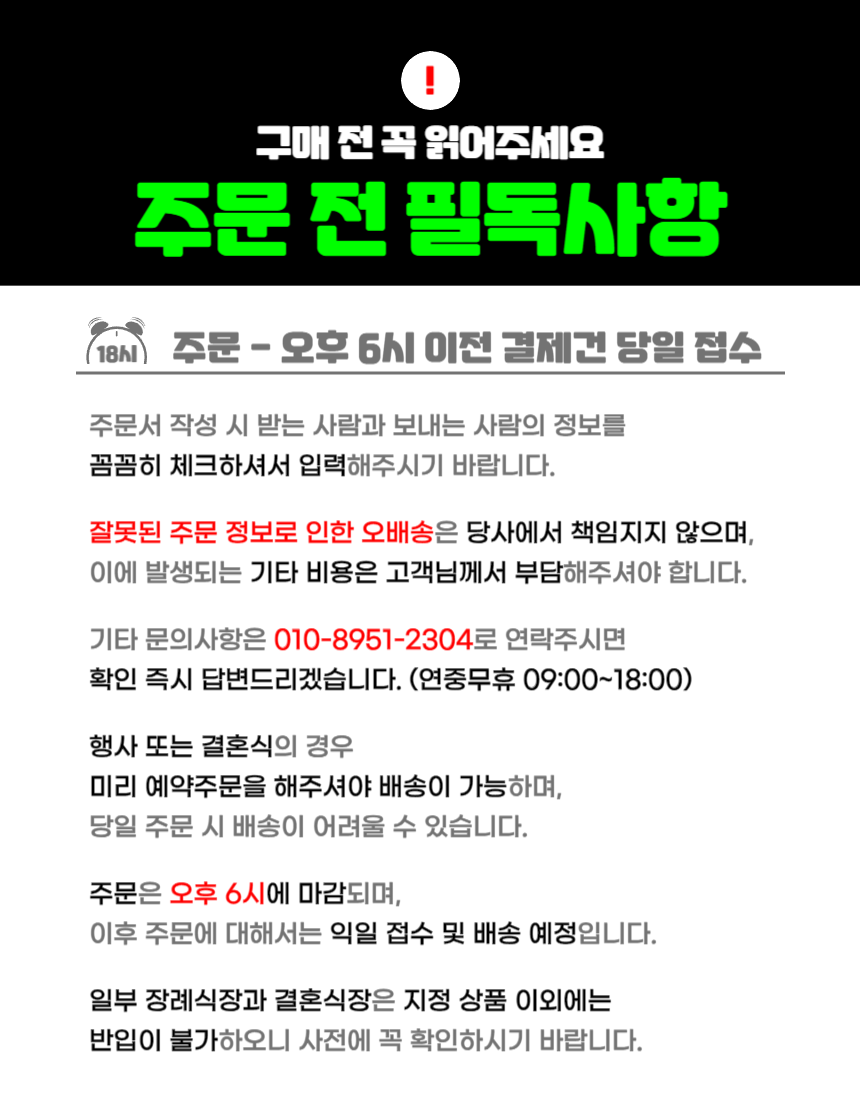 !
구매 전 꼭 읽어주세요
주문 전 필독사항
18시 주문 - 오후 6시 이전 결제건 당일 접수
주문서 작성 시 받는 사람과 보내는 사람의 정보를
꼼꼼히 체크하셔서 입력해주시기 바랍니다.
잘못된 주문 정보로 인한 오배송은 당사에서 책임지지 않으며,
이에 발생되는 기타 비용은 고객님께서 부담해주셔야 합니다.
기타 문의사항은 010-8951-2304로 연락주시면
확인 즉시 답변드리겠습니다. (연중무휴 09:00~18:00)
행사 또는 결혼식의 경우
미리 예약주문을 해주셔야 배송이 가능하며,
당일 주문 시 배송이 어려울 수 있습니다.
주문은 오후 6시에 마감되며,
이후 주문에 대해서는 익일 접수 및 배송 예정입니다.
일부 장례식장과 결혼식장은 지정 상품 이외에는
반입이 불가하오니 사전에 꼭 확인하시기 바랍니다.